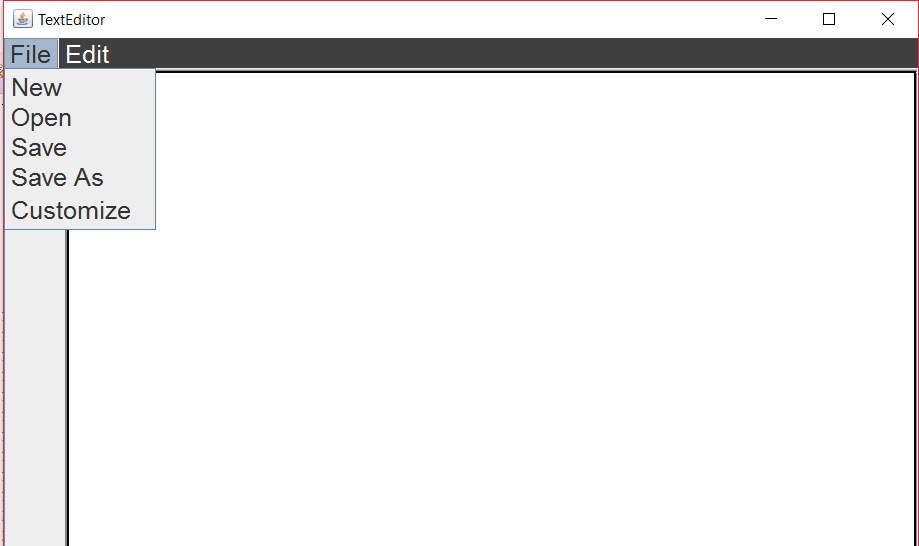 TextEditor
File Edit
New
Open
Save
Save As
Customize